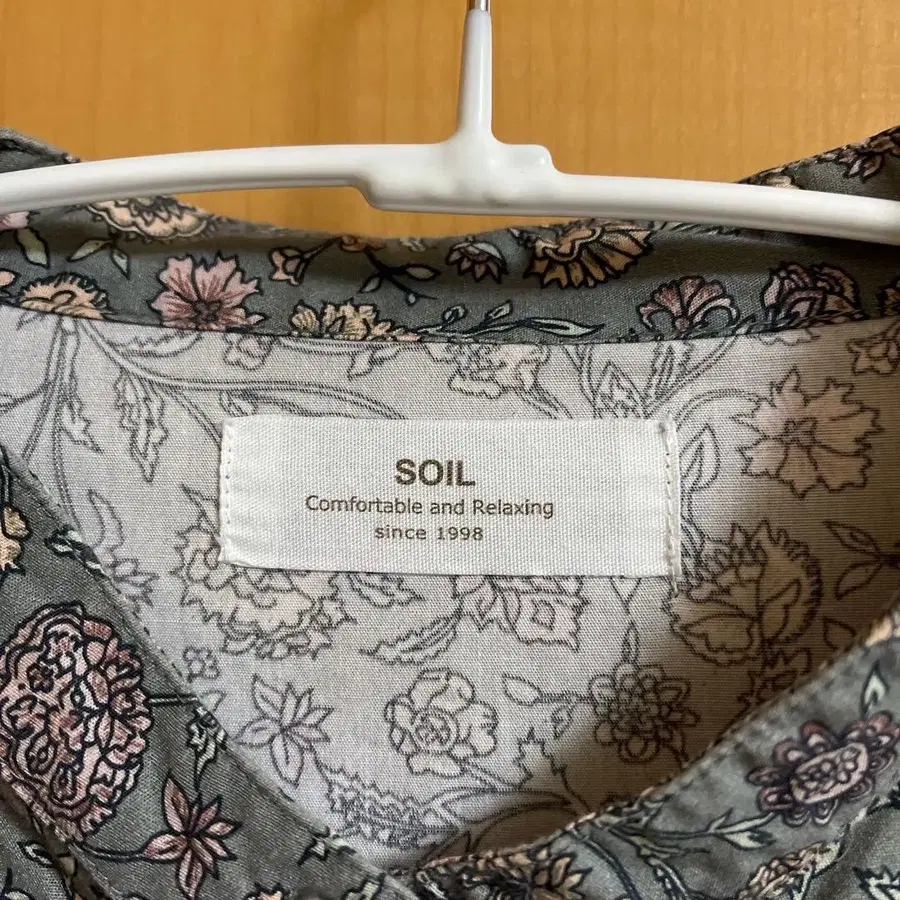 SOIL
Comfortable and Relaxing
since 1998